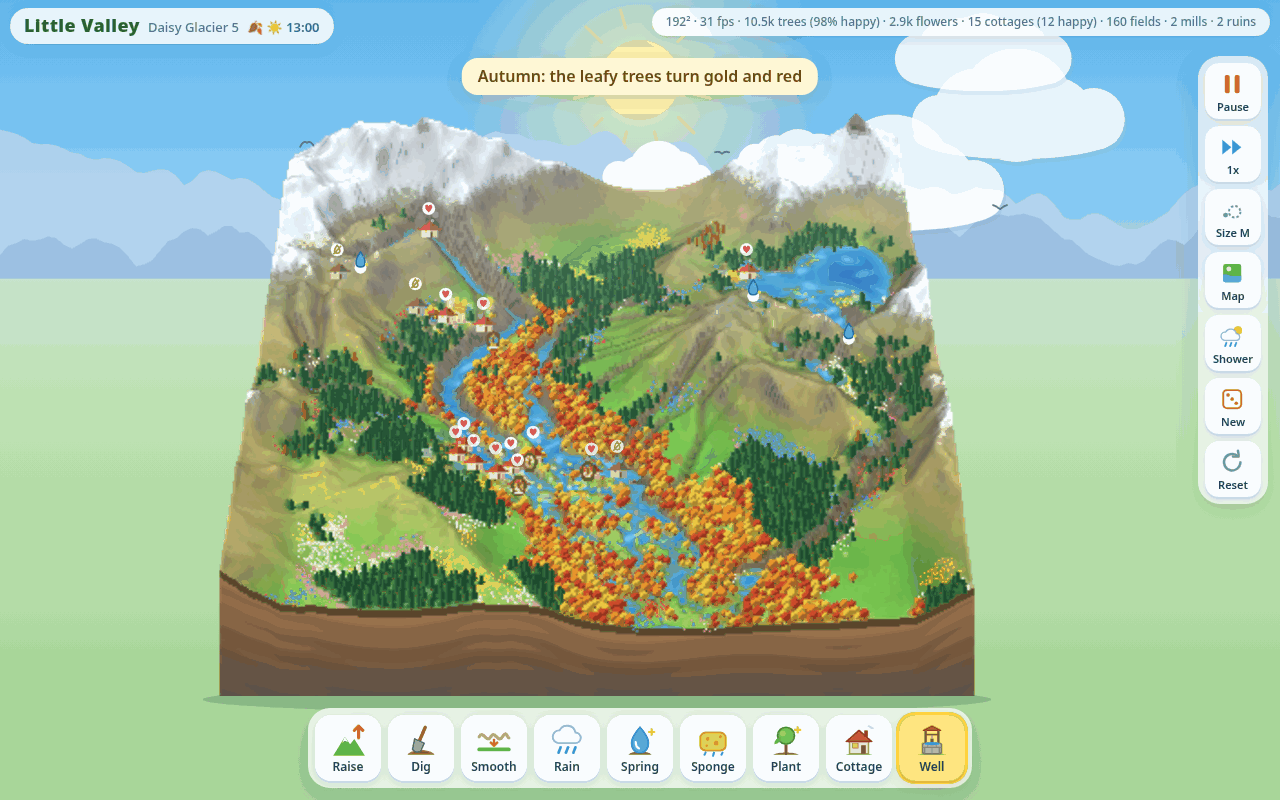 Little Valley Daisy Glacier 5 13:00
192² · 31 fps · 10.5k trees (98% happy) · 2.9k flowers · 15 cottages (12 happy) · 160 fields · 2 mills · 2 ruins
Autumn: the leafy trees turn gold and red
Pause
1x
Size M
Map
Shower
New
Reset
Raise
Dig
Smooth
Rain
Spring
Sponge
Plant
Cottage
Well